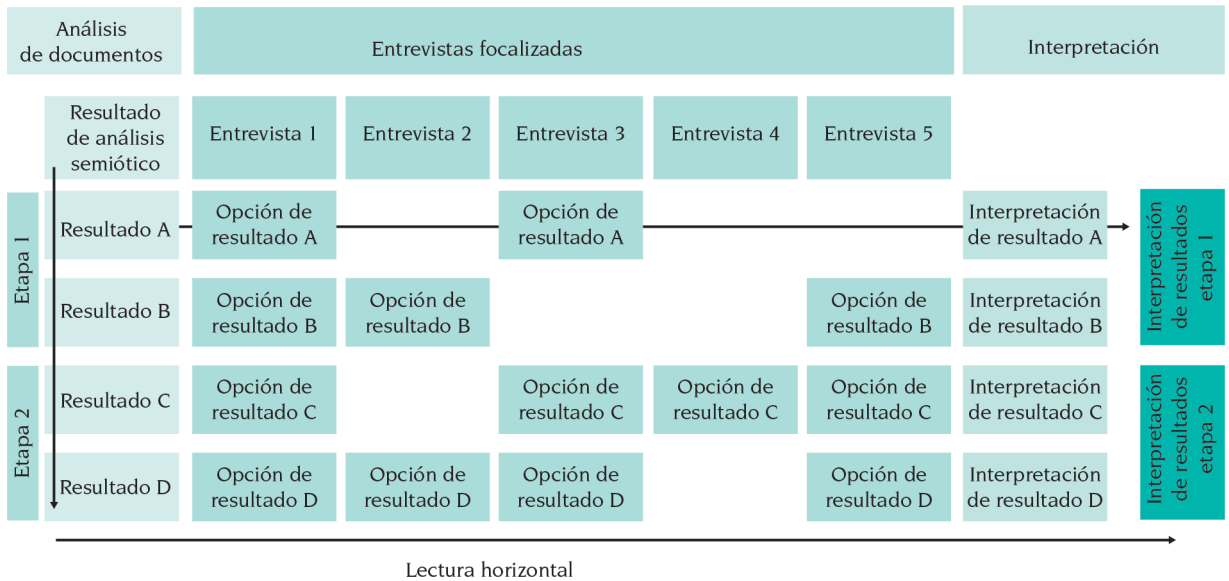 Análisis
de documentos
Entrevistas focalizadas
Interpretación
Resultado
de análisis
semiótico
Entrevista 1
Entrevista 2
Entrevista 3
Entrevista 4
Entrevista 5
Etapa 1
Resultado A
Opción de
resultado A
Opción de
resultado A
Interpretación
de resultado A
Interpretación
de resultados
etapa 1
Resultado B
Opción de
resultado B
Opción de
resultado B
Opción de
resultado B
Interpretación
de resultado B
Etapa 2
Resultado C
Opción de
resultado C
Opción de
resultado C
Opción de
resultado C
Opción de
resultado C
Interpretación
de resultado C
Interpretación
de resultados
etapa 2
Resultado D
Opción de
resultado D
Opción de
resultado D
Opción de
resultado D
Opción de
resultado D
Interpretación
de resultado D
Lectura horizontal